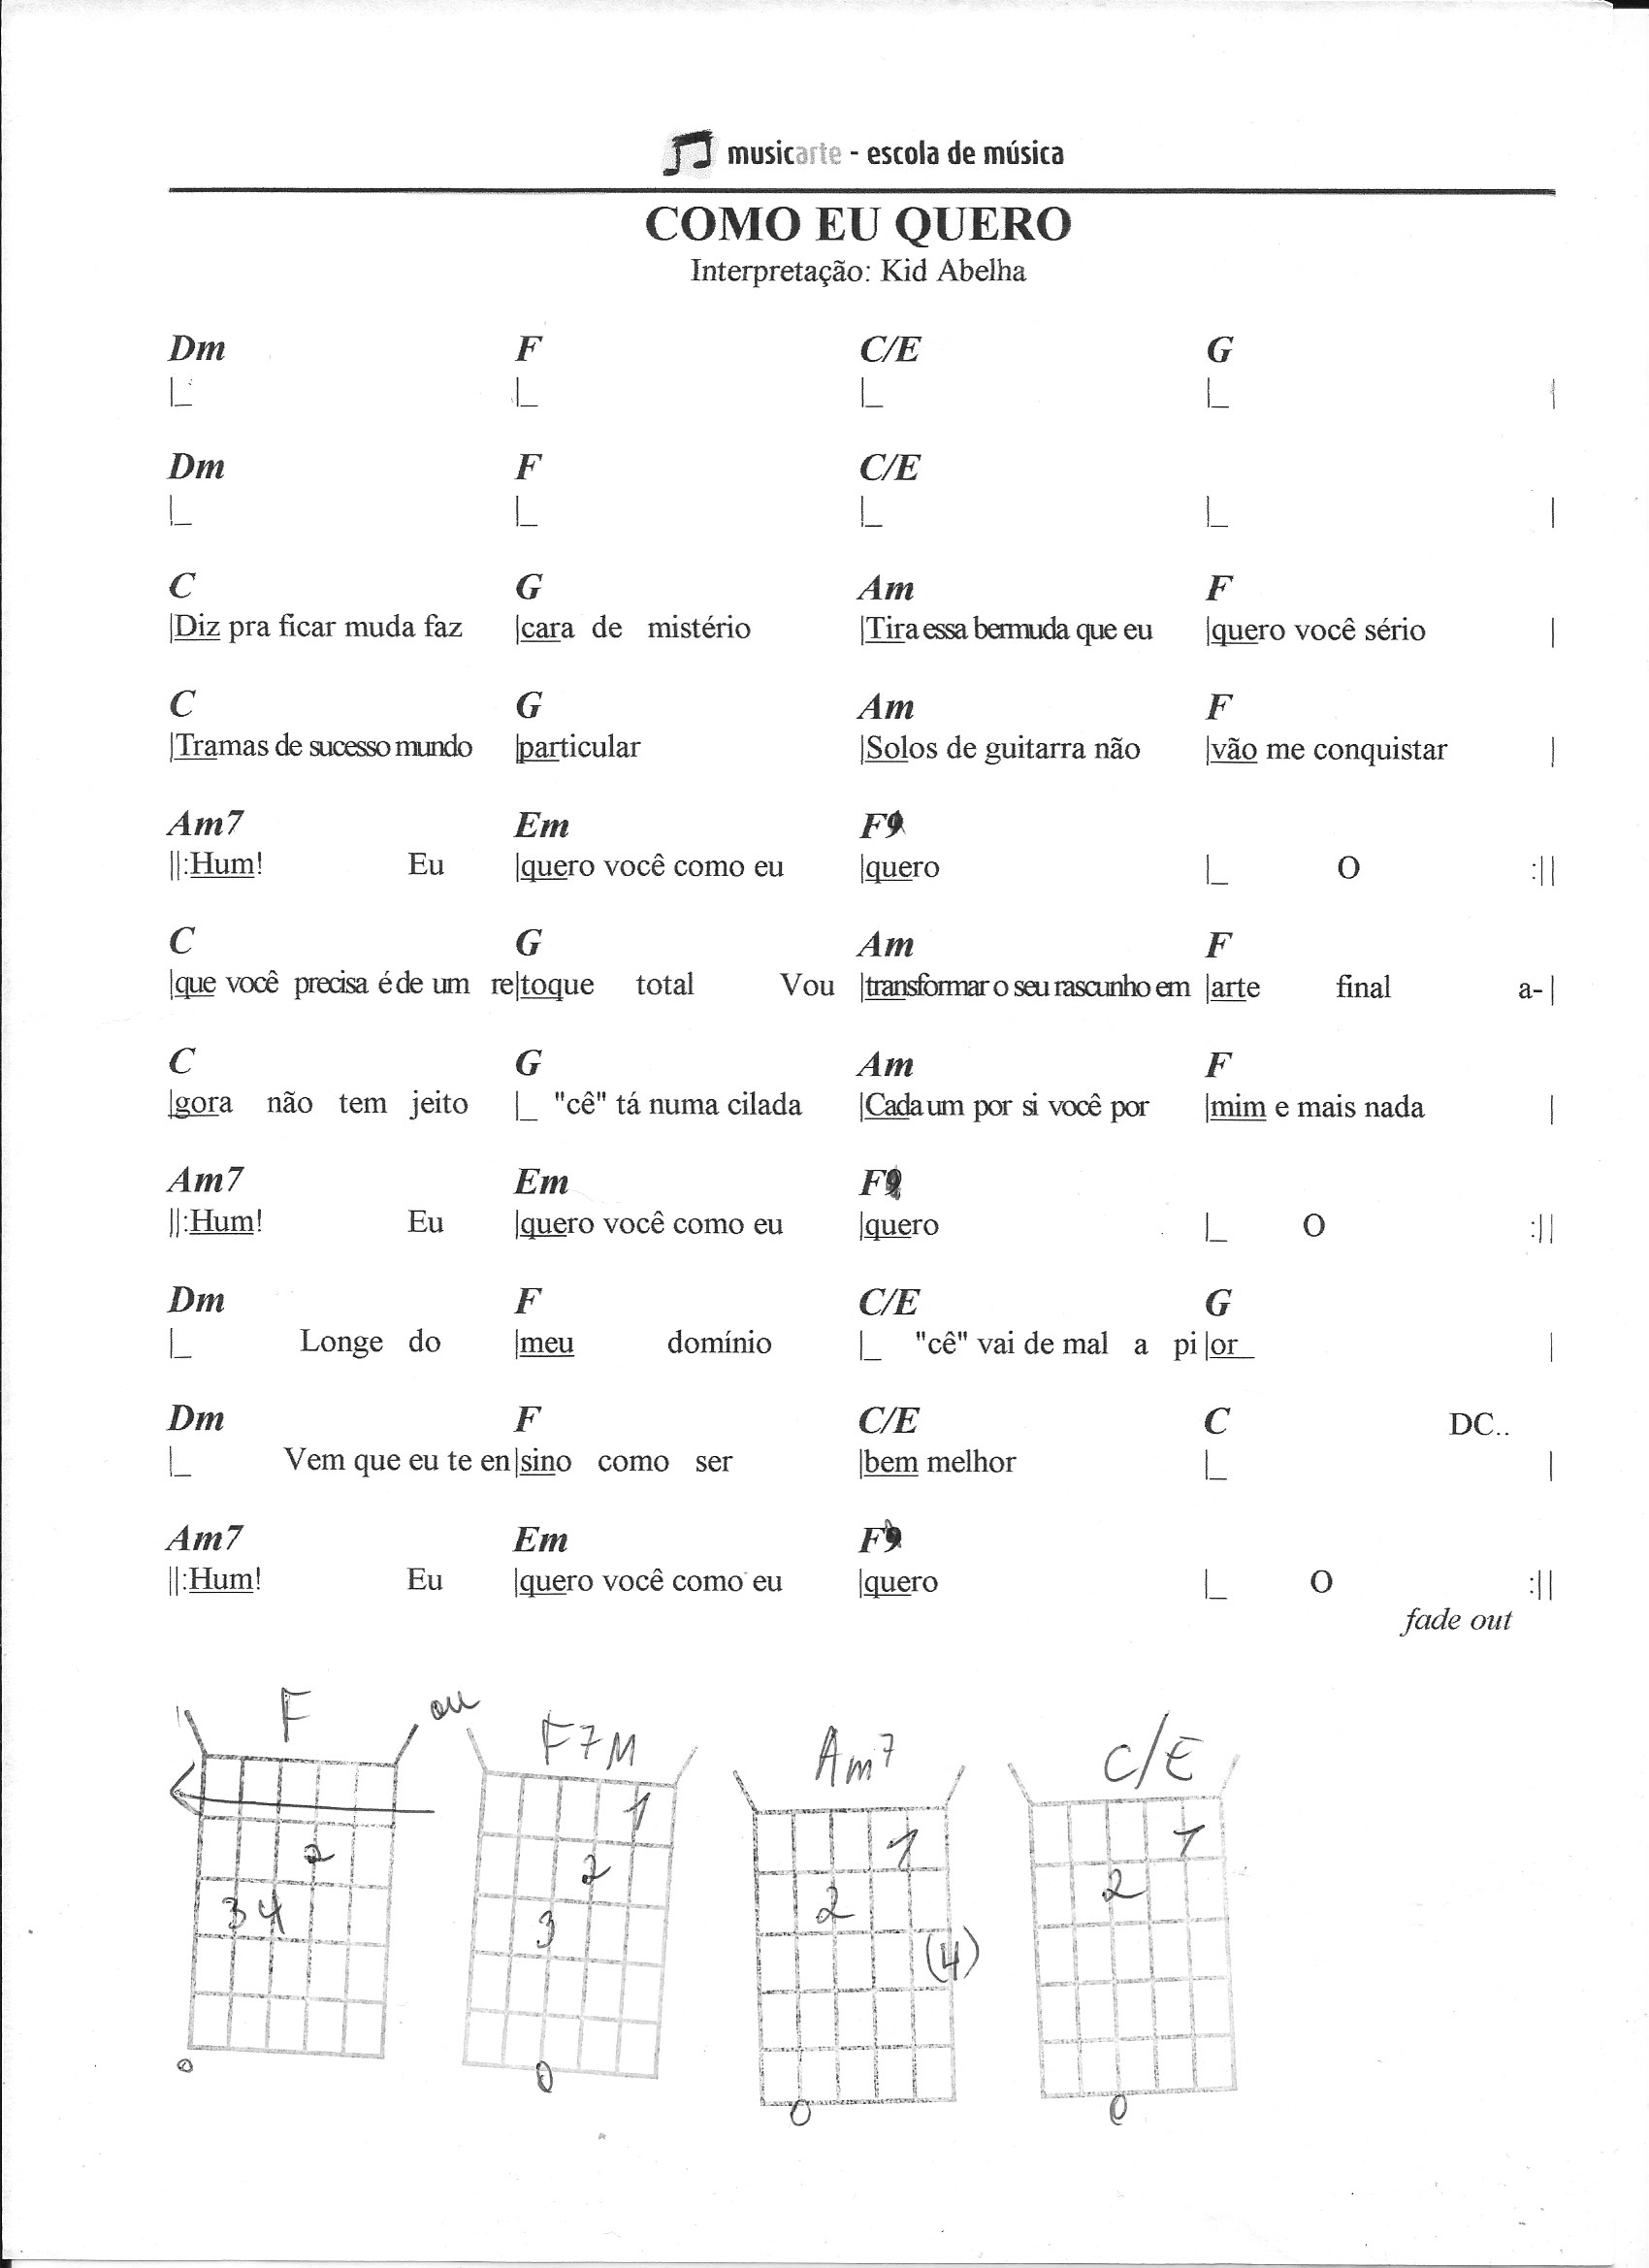 musicarte - escola de música
COMO EU QUERO
Interpretação: Kid Abelha
Dm F C/E G
|_ |_ |_ |_ |
Dm F C/E
|_ |_ |_ |_ |
C G Am F
|Diz pra ficar muda faz |cara de mistério |Tira essa bermuda que eu |quero você sério |
C G Am F
|Tramas de sucesso mundo |particular |Solos de guitarra não |vão me conquistar |
Am7 Em F9
||:Hum! Eu |quero você como eu |quero |_ O :||
C G Am F
|que você precisa é de um re|toque total Vou |transformar o seu rascunho em |arte final a-|
C G Am F
|gora não tem jeito |_ "cê" tá numa cilada |Cada um por si você por |mim e mais nada |
Am7 Em F9
||:Hum! Eu |quero você como eu |quero |_ O :||
Dm F C/E G
|_ Longe do |meu domínio |_ "cê" vai de mal a pi|or |
Dm F C/E C DC..
|_ Vem que eu te en|sino como ser |bem melhor |_ |
Am7 Em F9
||:Hum! Eu |quero você como eu |quero |_ O :||
fade out
F ou F7M Am7 C/E
1 1 1
2 2 2 2
3 4 3 (4)
0 0 0 0